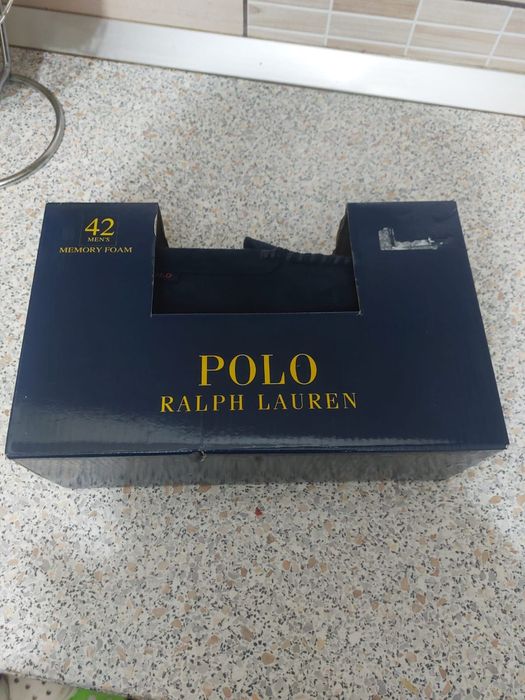 42
MEN'S
MEMORY FOAM
POLO
RALPH LAUREN